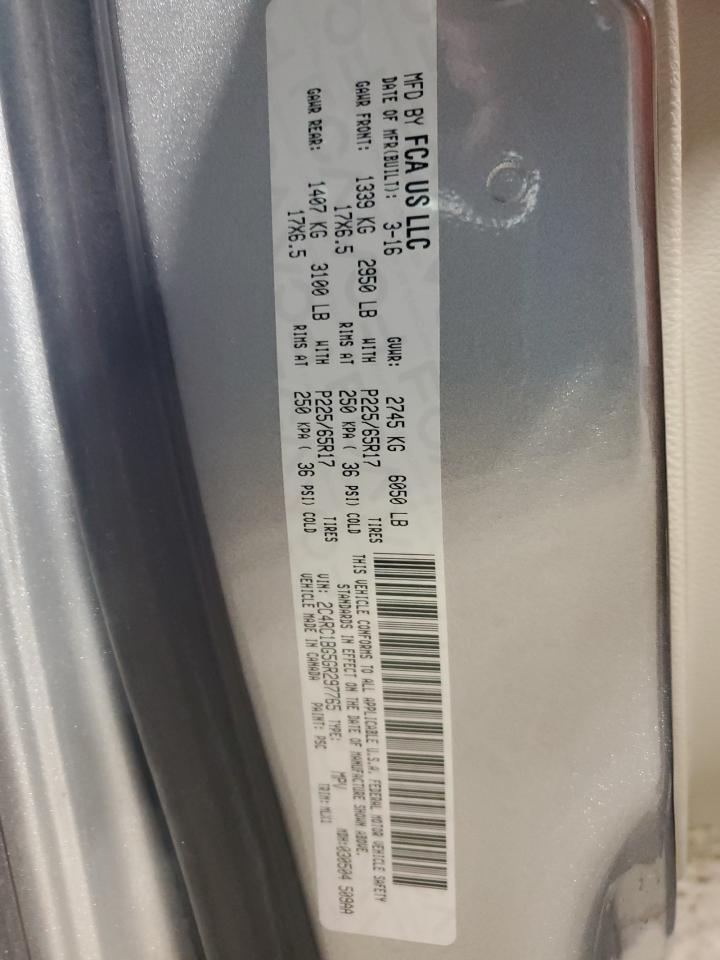 MFD BY FCA US LLC
DATE OF MFR(BUILT): 3-16 GVWR: 2745 KG 6050 LB
GAWR FRONT: 1339 KG 2950 LB WITH P225/65R17 TIRES
17X6.5 RIMS AT 250 KPA ( 36 PSI) COLD
GAWR REAR: 1407 KG 3100 LB WITH P225/65R17 TIRES
17X6.5 RIMS AT 250 KPA ( 36 PSI) COLD
THIS VEHICLE CONFORMS TO ALL APPLICABLE U.S.A. FEDERAL MOTOR VEHICLE SAFETY
STANDARDS IN EFFECT ON THE DATE OF MANUFACTURE SHOWN ABOVE.
VIN: 2C4RC1BG5GR297765 TYPE: MPV MDH:030504 509AA
VEHICLE MADE IN CANADA PAINT: PSC TRIM: